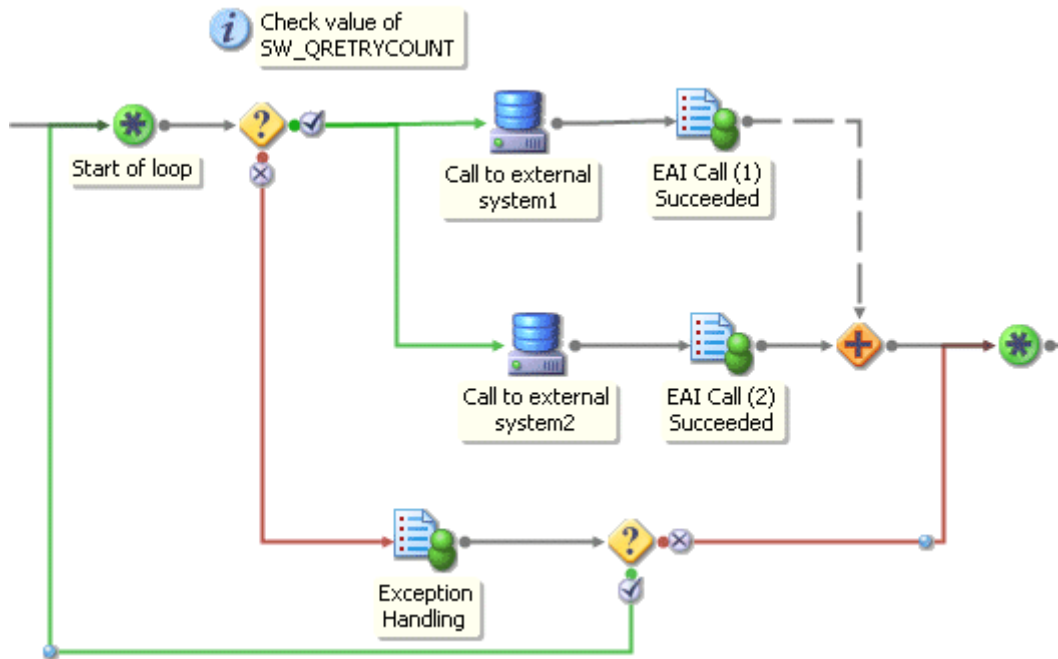 Check value of
SW_QRETRYCOUNT
Start of loop
Call to external
system1
EAI Call (1)
Succeeded
Call to external
system2
EAI Call (2)
Succeeded
Exception
Handling